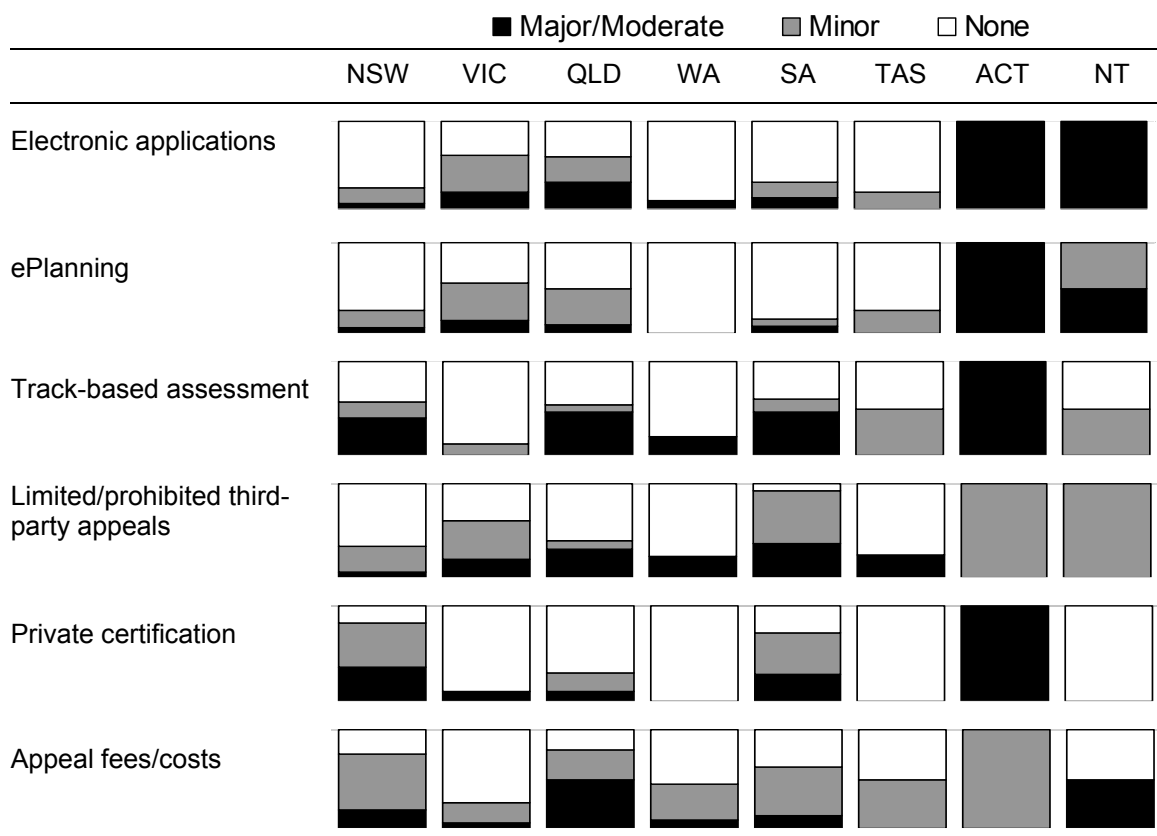 Major/Moderate Minor None
NSW VIC QLD WA SA TAS ACT NT
Electronic applications
ePlanning
Track-based assessment
Limited/prohibited third-
party appeals
Private certification
Appeal fees/costs